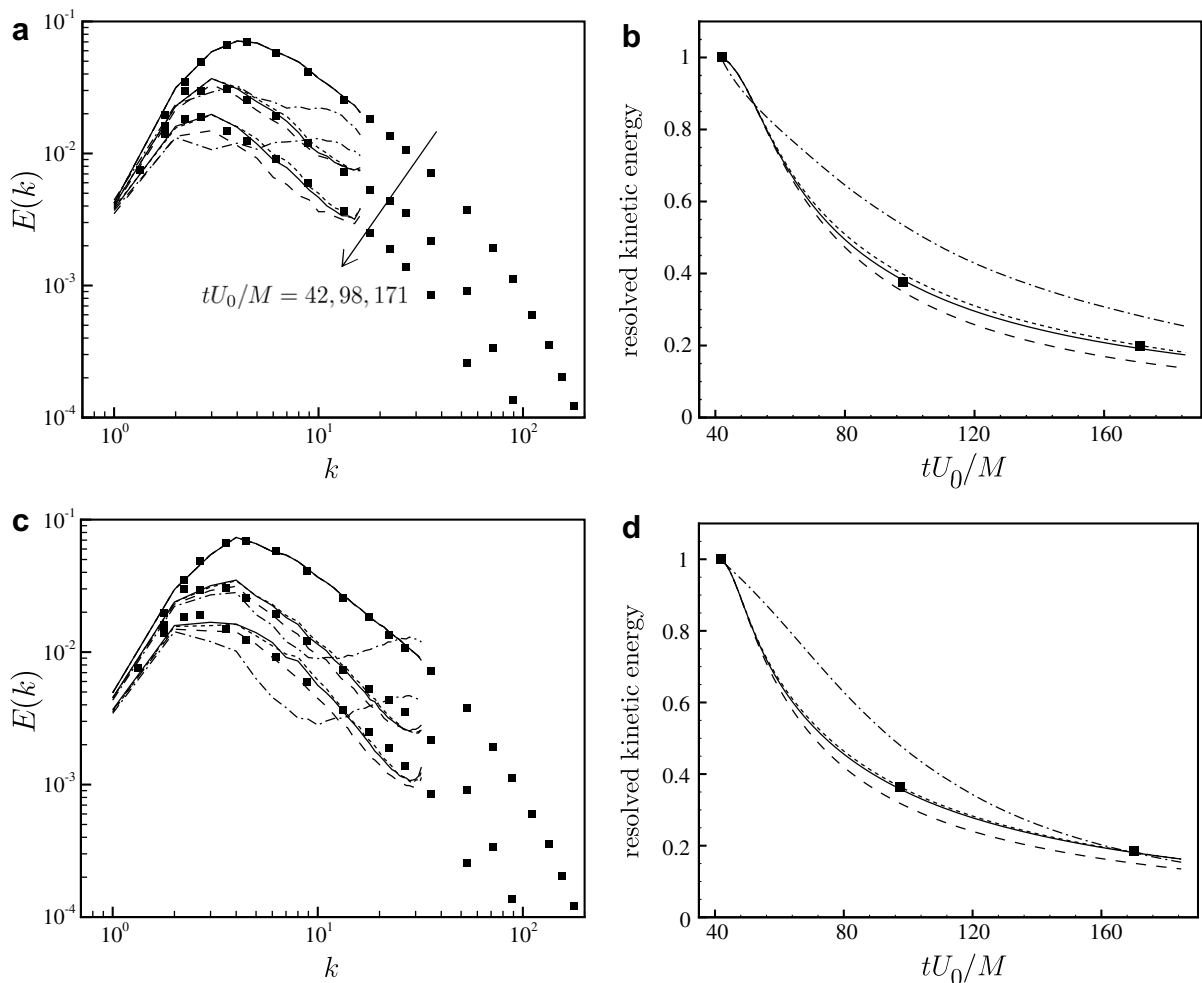 a
10^{-1}
10^{-2}
10^{-3}
10^{-4}
E(k)
tU_0/M = 42, 98, 171
10^0
10^1
10^2
k
b
1
0.8
0.6
0.4
0.2
0
resolved kinetic energy
40
80
120
160
tU_0/M
c
10^{-1}
10^{-2}
10^{-3}
10^{-4}
E(k)
10^0
10^1
10^2
k
d
1
0.8
0.6
0.4
0.2
0
resolved kinetic energy
40
80
120
160
tU_0/M